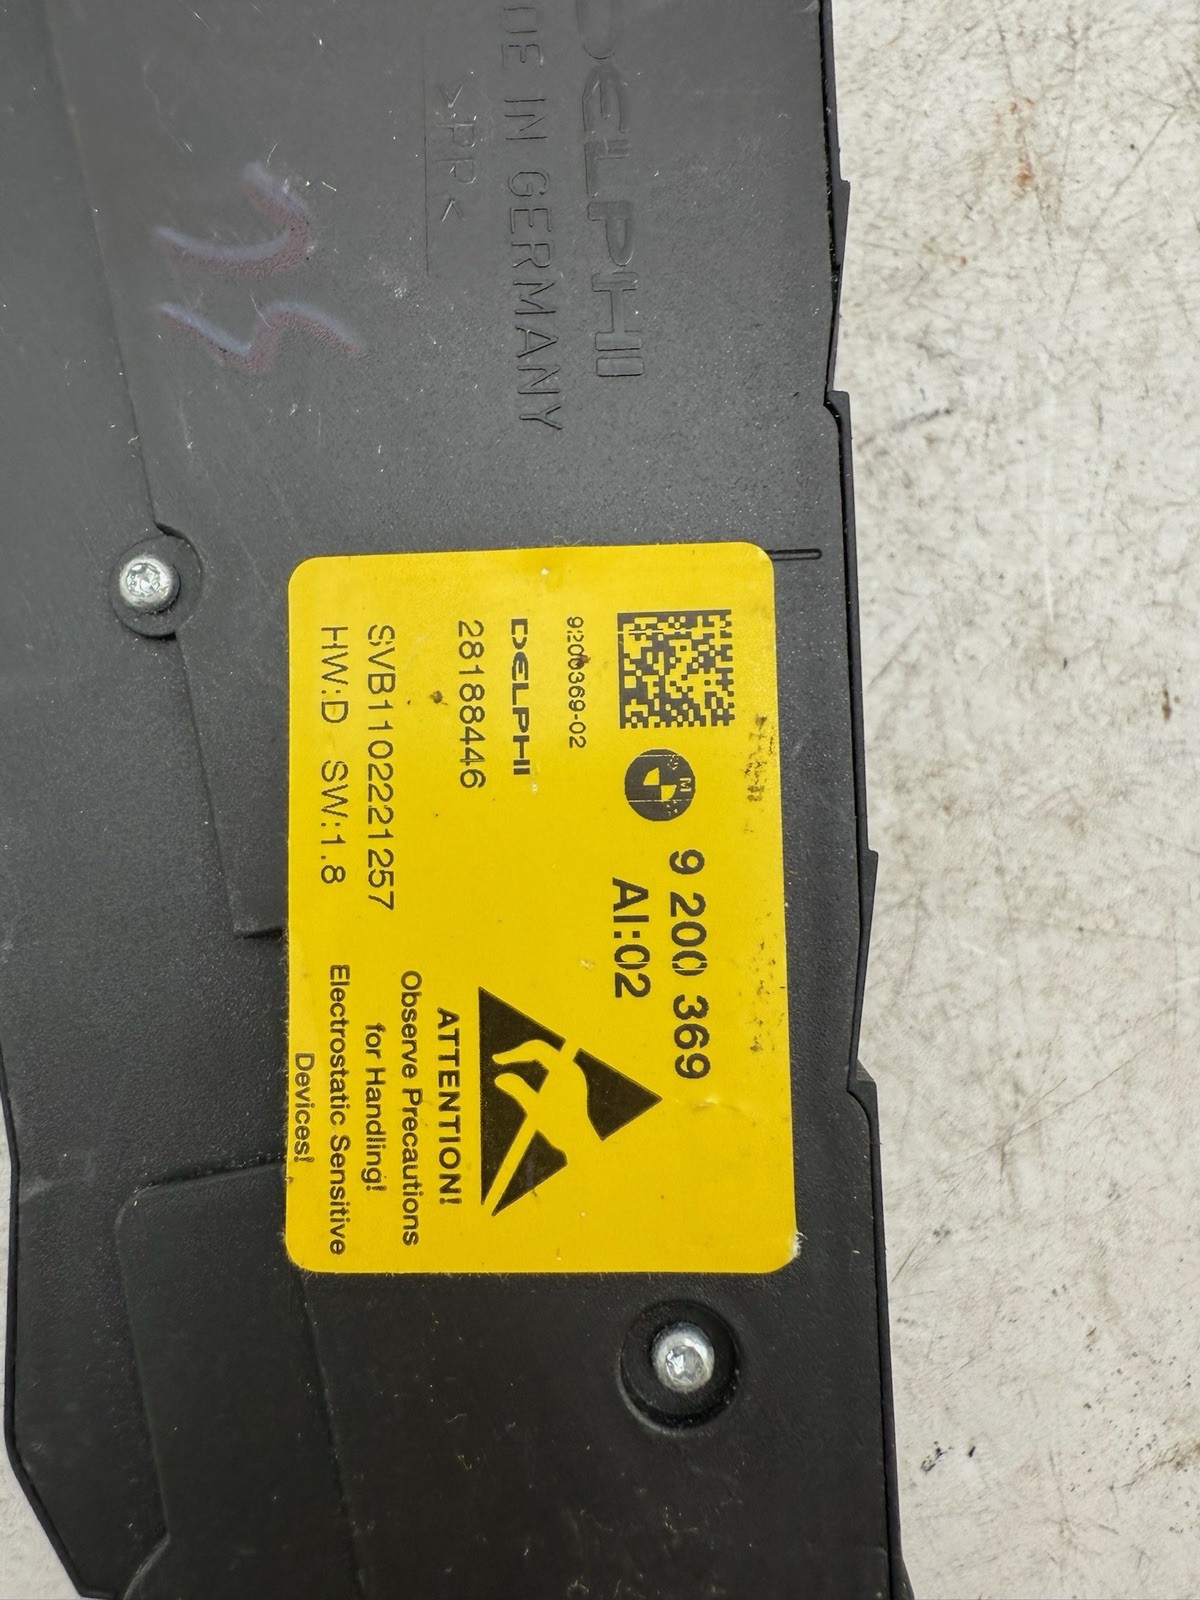 DELPHI
DE IN GERMANY
>PP<
9 200 369
AI:02
9200369-02
DELPHI
28188446
SVB110221257
HW:D SW:1.8
ATTENTION!
Observe Precautions
for Handling!
Electrostatic Sensitive
Devices!